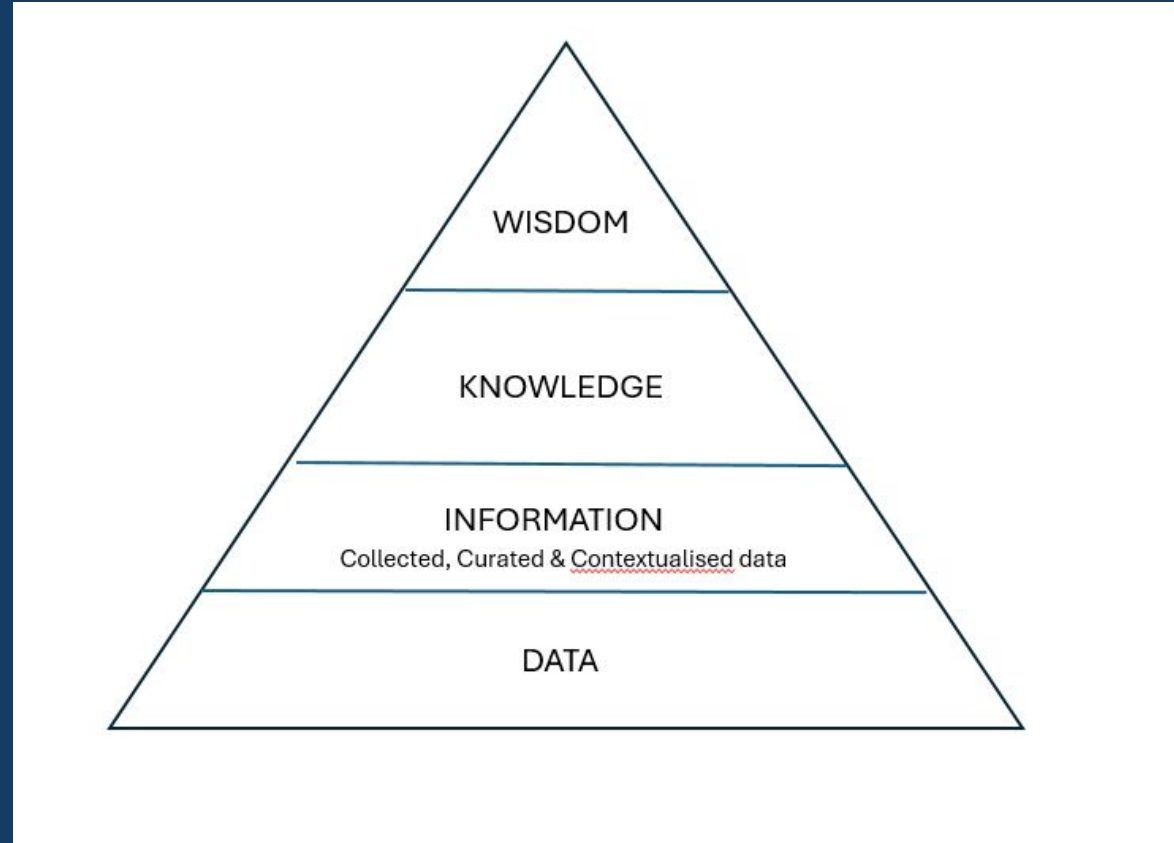 WISDOM
KNOWLEDGE
INFORMATION
Collected, Curated & Contextualised data
DATA